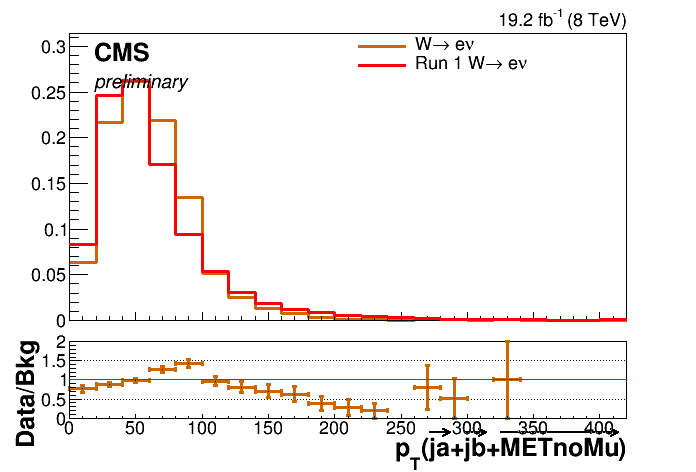 19.2 fb⁻¹ (8 TeV)
CMS
preliminary
W→ eν
Run 1 W→ eν
0.3
0.25
0.2
0.15
0.1
0.05
0
Data/Bkg
2
1.5
1
0.5
0
0 50 100 150 200 250 300 350 400
p_T(ja+jb+METnoMu)